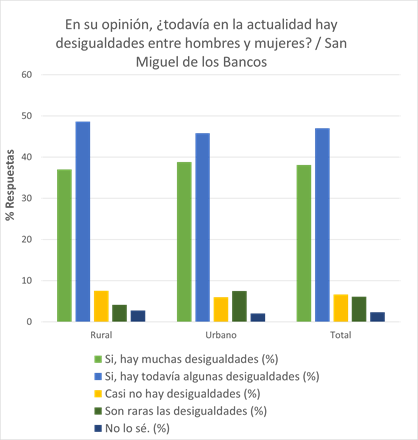 En su opinión, ¿todavía en la actualidad hay
desigualdades entre hombres y mujeres? / San
Miguel de los Bancos
60
50
40
30
20
10
0
% Respuestas
Rural
Urbano
Total
Si, hay muchas desigualdades (%)
Si, hay todavía algunas desigualdades (%)
Casi no hay desigualdades (%)
Son raras las desigualdades (%)
No lo sé. (%)